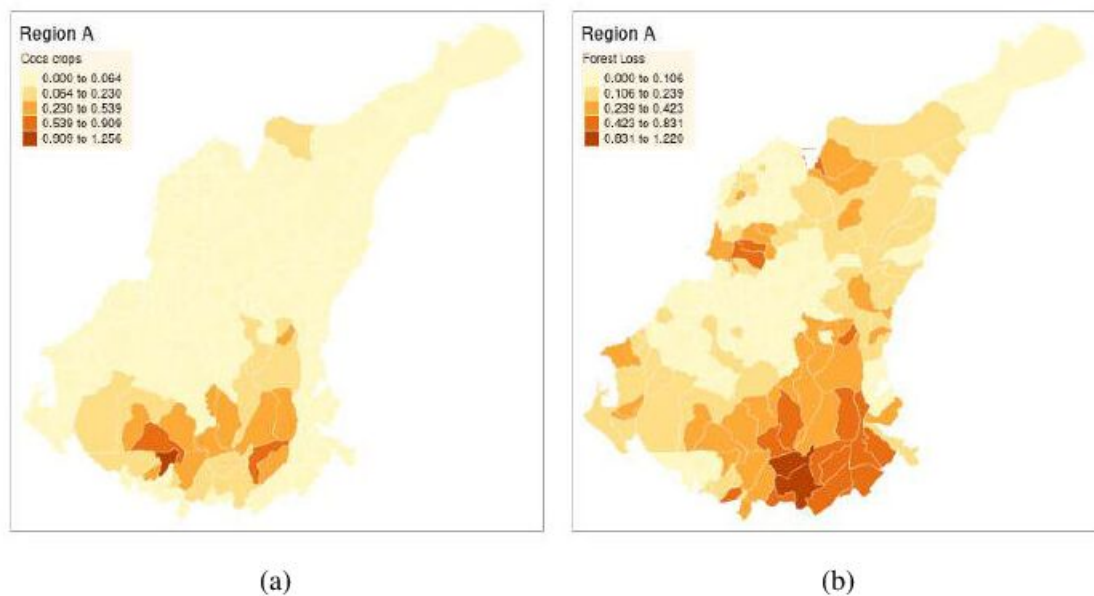 Region A
Coca crops
0.000 to 0.064
0.064 to 0.230
0.230 to 0.539
0.539 to 0.909
0.909 to 1.256
Region A
Forest Loss
0.000 to 0.106
0.106 to 0.239
0.239 to 0.423
0.423 to 0.831
0.831 to 1.220
(a)
(b)